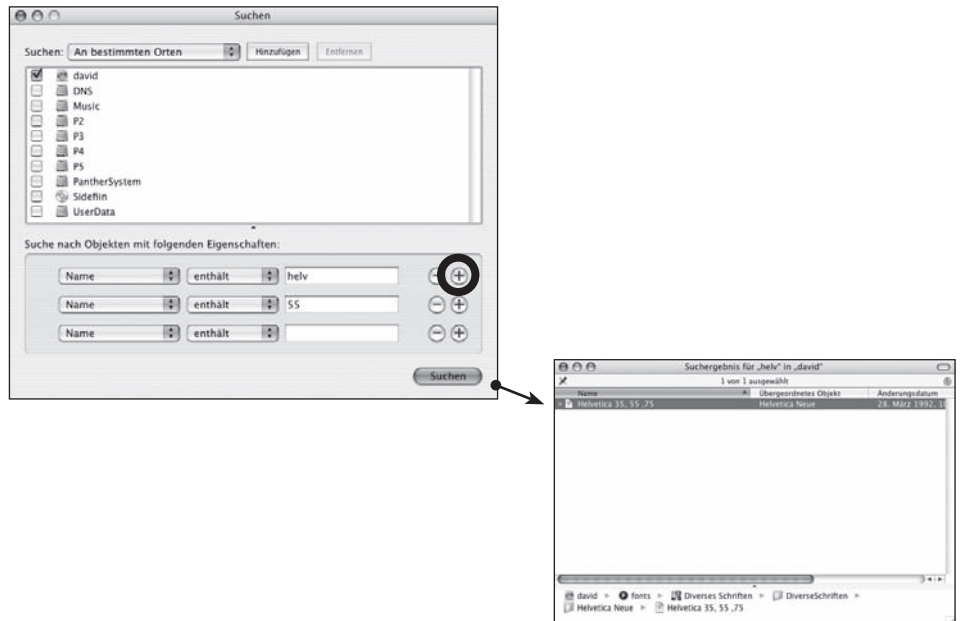 Suchen
Suchen: An bestimmten Orten Hinzufügen Entfernen
david
DNS
Music
P2
P3
P4
P5
PantherSystem
Sideflin
UserData
Suche nach Objekten mit folgenden Eigenschaften:
Name enthält helv
Name enthält 55
Name enthält
Suchen
Suchergebnis für „helv" in „david"
1 von 1 ausgewählt
Name Übergeordnetes Objekt Änderungsdatum
Helvetica 35, 55 ,75 Helvetica Neue 28. März 1992,
david fonts Diverses Schriften DiverseSchriften
Helvetica Neue Helvetica 35, 55 ,75